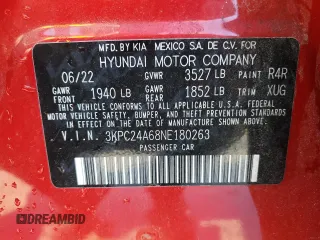 MFD. BY KIA MEXICO S.A. DE C.V. FOR
HYUNDAI MOTOR COMPANY
06/22 GVWR 3527 LB PAINT R4R
GAWR FRONT 1940 LB GAWR REAR 1852 LB TRIM XUG
THIS VEHICLE CONFORMS TO ALL APPLICABLE FEDERAL
MOTOR VEHICLE SAFETY, BUMPER, AND THEFT PREVENTION
STANDARDS IN EFFECT ON THE DATE OF MANUFACTURE
SHOWN ABOVE.
V.I.N. 3KPC24A68NE180263
PASSENGER CAR
DREAMBID